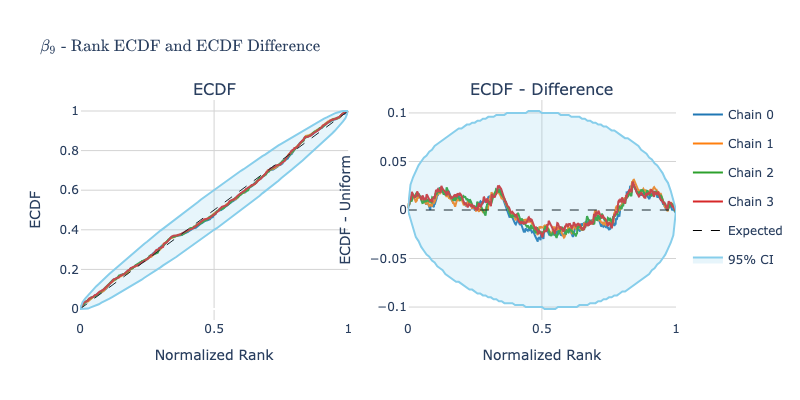 β₉ - Rank ECDF and ECDF Difference
ECDF
ECDF - Difference
ECDF
1
0.8
0.6
0.4
0.2
0
0
0.5
1
Normalized Rank
ECDF - Uniform
0.1
0.05
0
−0.05
−0.1
0
0.5
1
Normalized Rank
Chain 0
Chain 1
Chain 2
Chain 3
Expected
95% CI